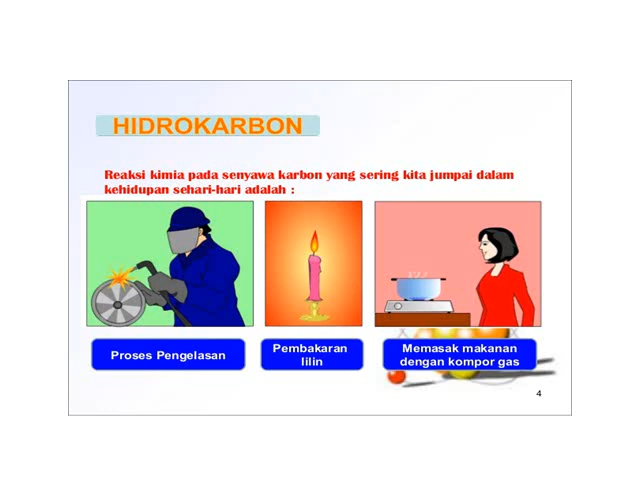 HIDROKARBON
Reaksi kimia pada senyawa karbon yang sering kita jumpai dalam
kehidupan sehari-hari adalah :
Proses Pengelasan
Pembakaran
lilin
Memasak makanan
dengan kompor gas
4